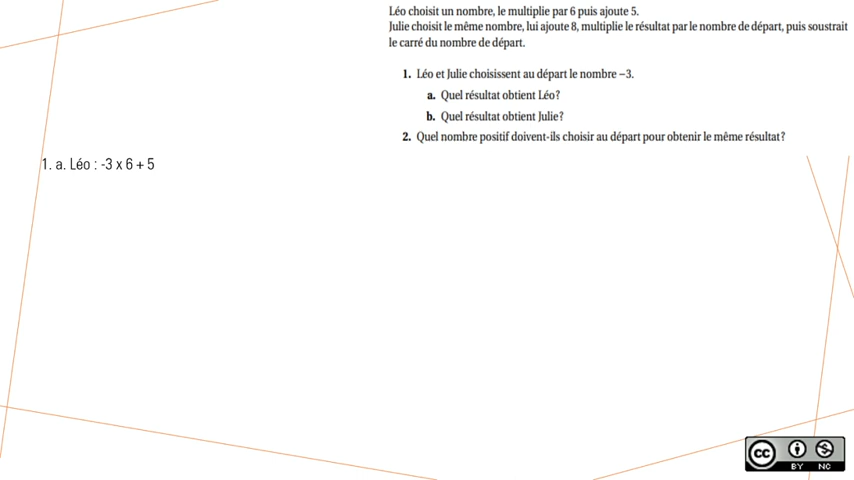 Léo choisit un nombre, le multiplie par 6 puis ajoute 5.
Julie choisit le même nombre, lui ajoute 8, multiplie le résultat par le nombre de départ, puis soustrait
le carré du nombre de départ.
1. Léo et Julie choisissent au départ le nombre −3.
a. Quel résultat obtient Léo?
b. Quel résultat obtient Julie?
2. Quel nombre positif doivent-ils choisir au départ pour obtenir le même résultat?
1. a. Léo : -3 x 6 + 5
cc
BY NC